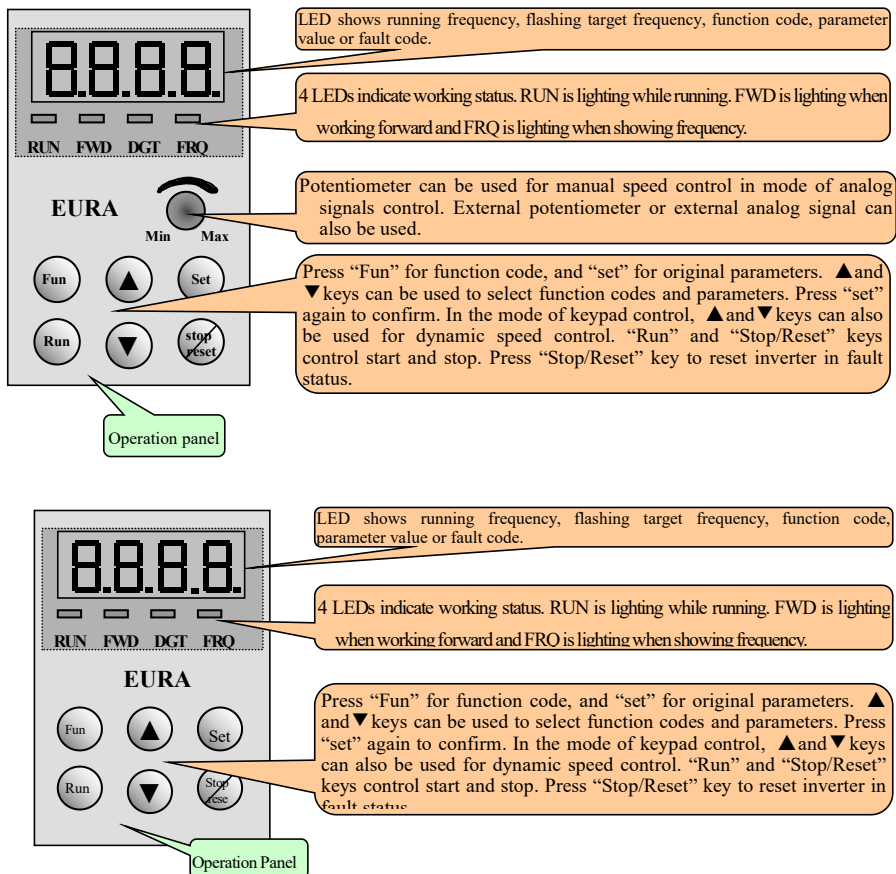 LED shows running frequency, flashing target frequency, function code, parameter
value or fault code.
8.8.8.8.
4 LEDs indicate working status. RUN is lighting while running. FWD is lighting when
working forward and FRQ is lighting when showing frequency.
RUN FWD DGT FRQ
EURA
Min Max
Potentiometer can be used for manual speed control in mode of analog
signals control. External potentiometer or external analog signal can
also be used.
Fun ▲ Set
Run ▼ stop
reset
Press “Fun” for function code, and “set” for original parameters. ▲and
▼keys can be used to select function codes and parameters. Press “set”
again to confirm. In the mode of keypad control, ▲and▼keys can also
be used for dynamic speed control. “Run” and “Stop/Reset” keys
control start and stop. Press “Stop/Reset” key to reset inverter in fault
status.
Operation panel
LED shows running frequency, flashing target frequency, function code,
parameter value or fault code.
8.8.8.8.
4 LEDs indicate working status. RUN is lighting while running. FWD is lighting
when working forward and FRQ is lighting when showing frequency.
RUN FWD DGT FRQ
EURA
Fun ▲ Set
Run ▼ Stop
rese
Press “Fun” for function code, and “set” for original parameters. ▲
and▼keys can be used to select function codes and parameters. Press
“set” again to confirm. In the mode of keypad control, ▲and▼keys
can also be used for dynamic speed control. “Run” and “Stop/Reset”
keys control start and stop. Press “Stop/Reset” key to reset inverter in
fault status
Operation Panel